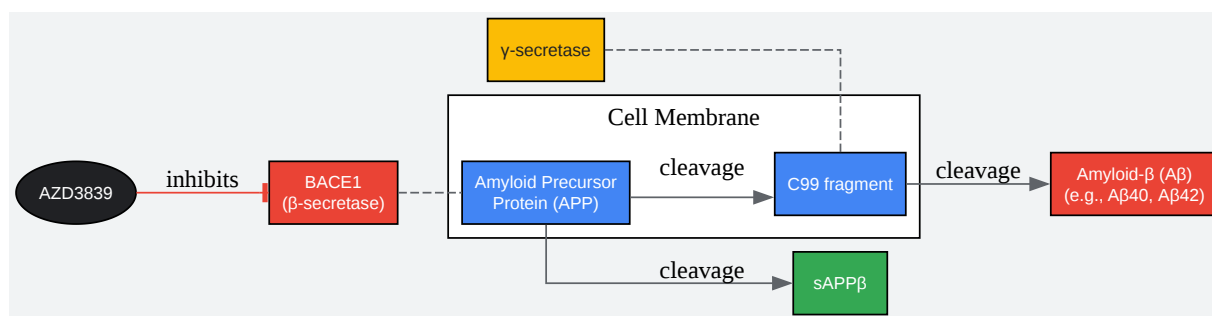 γ-secretase
Cell Membrane
AZD3839
inhibits
BACE1
(β-secretase)
Amyloid Precursor
Protein (APP)
cleavage
C99 fragment
cleavage
Amyloid-β (Aβ)
(e.g., Aβ40, Aβ42)
cleavage
sAPPβ